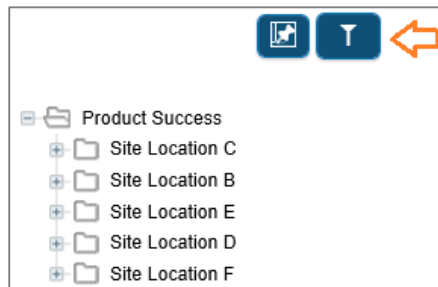 Product Success
Site Location C
Site Location B
Site Location E
Site Location D
Site Location F